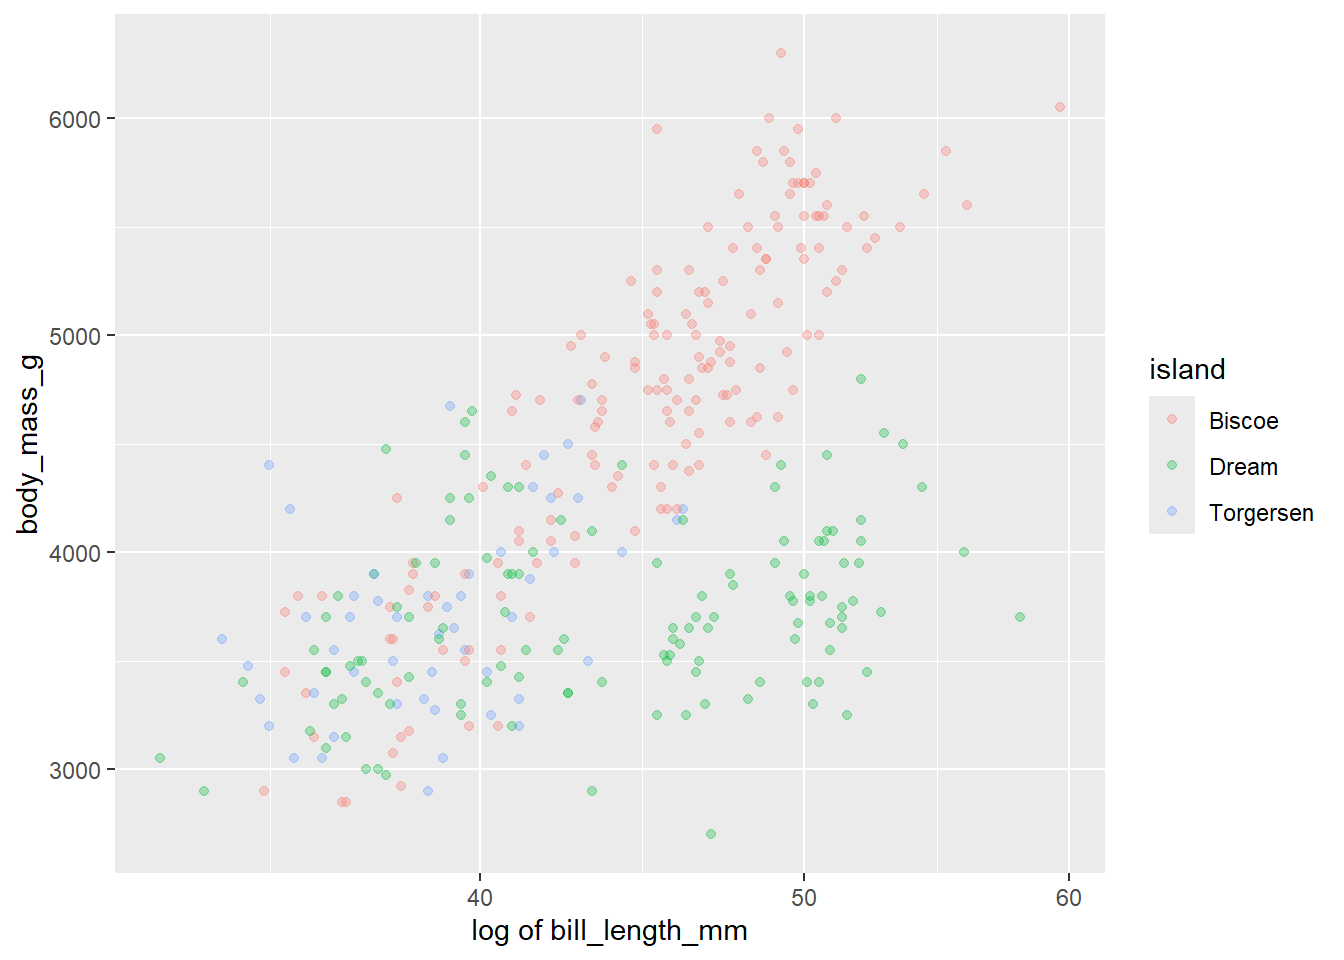 6000
5000
4000
3000
body_mass_g
40
50
60
log of bill_length_mm
island
Biscoe
Dream
Torgersen